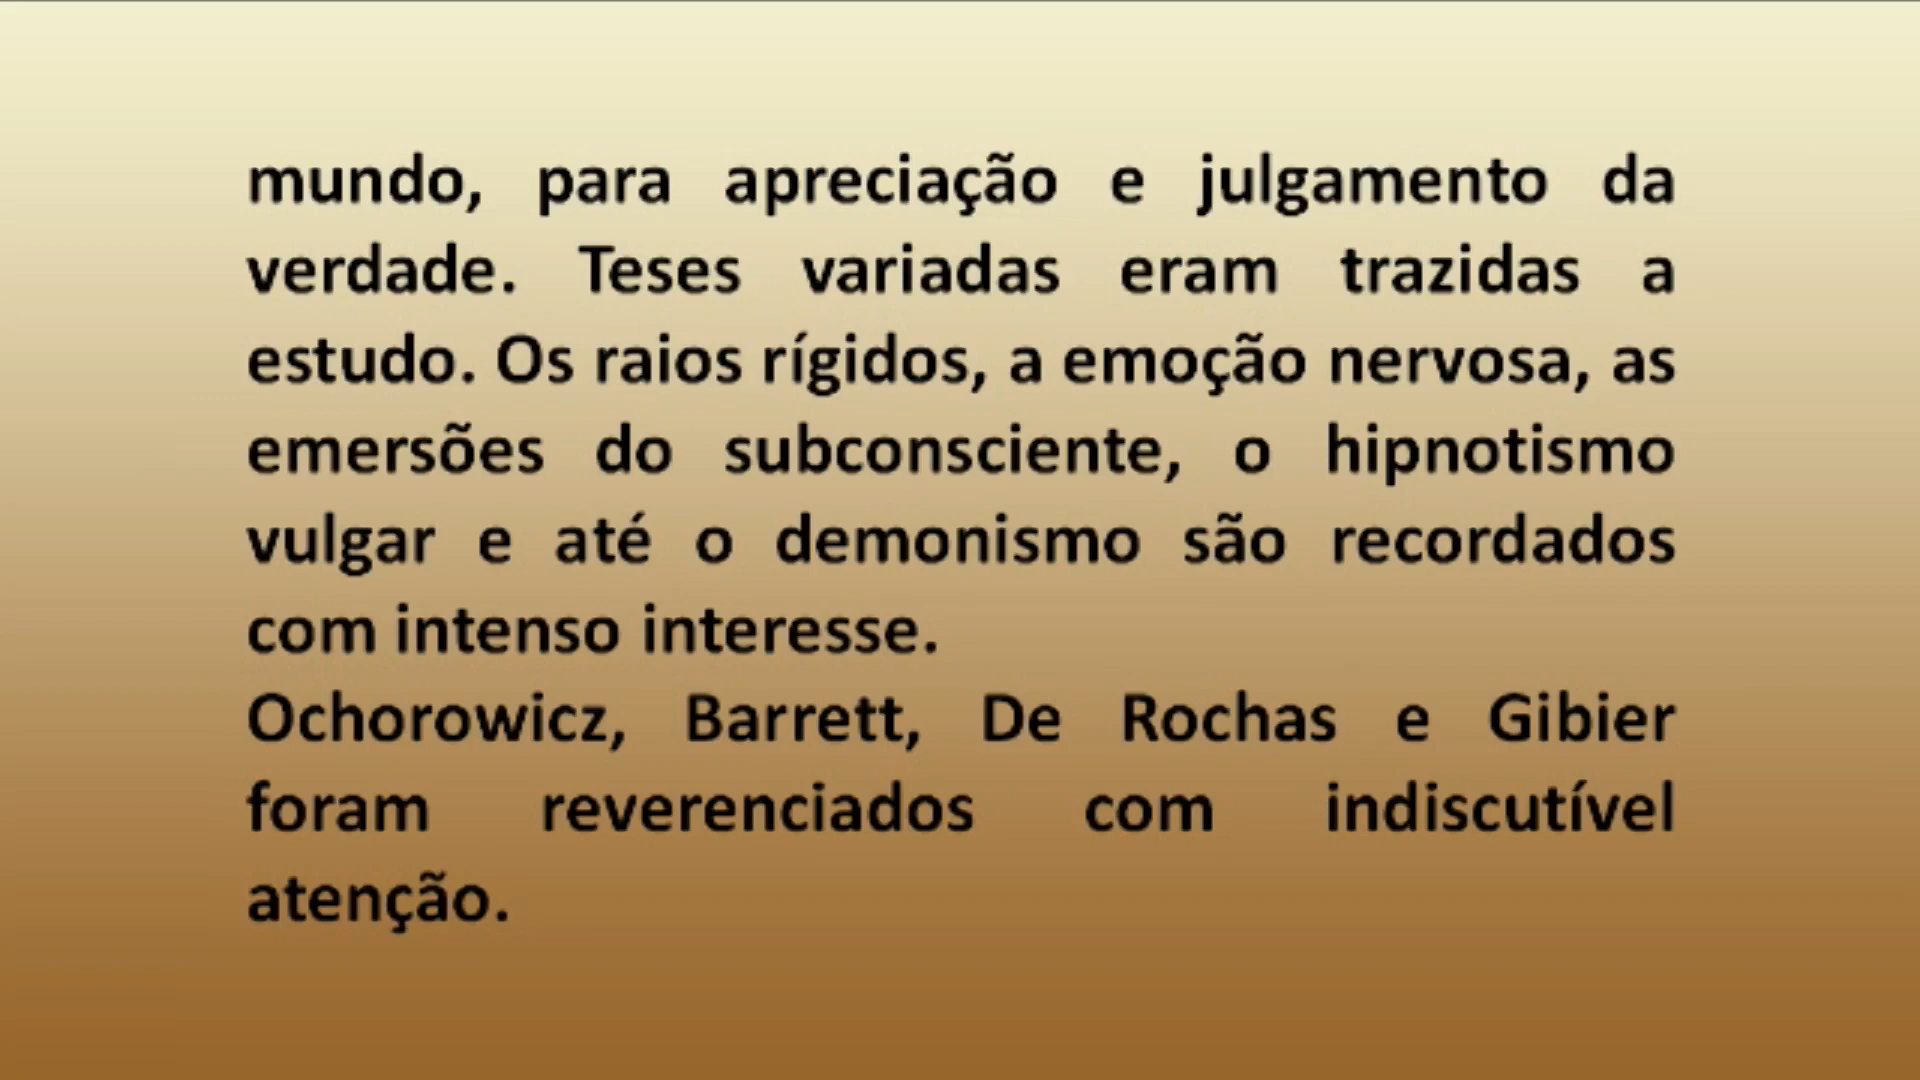 mundo, para apreciação e julgamento da
verdade. Teses variadas eram trazidas a
estudo. Os raios rígidos, a emoção nervosa, as
emersões do subconsciente, o hipnotismo
vulgar e até o demonismo são recordados
com intenso interesse.
Ochorowicz, Barrett, De Rochas e Gibier
foram reverenciados com indiscutível
atenção.